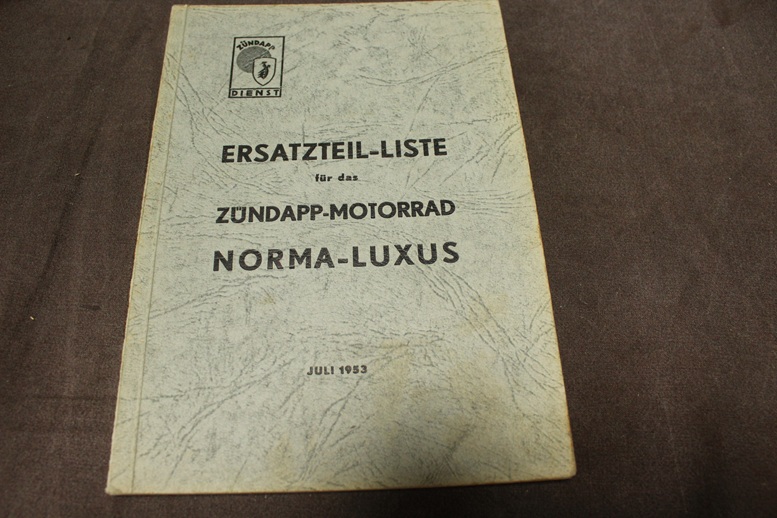 ZÜNDAPP
DIENST
ERSATZTEIL-LISTE
für das
ZÜNDAPP-MOTORRAD
NORMA-LUXUS
JULI 1953